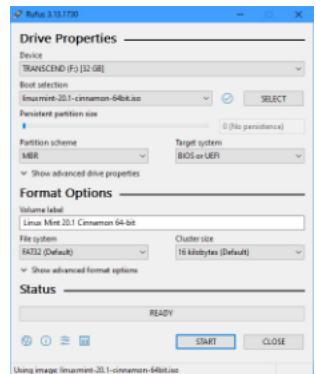 Rufus 3.13.1730
Drive Properties
Device
TRANSCEND (F:) [32 GB]
Boot selection
linuxmint-20.1-cinnamon-64bit.iso
SELECT
Persistent partition size
0 (No persistence)
Partition scheme
Target system
MBR
BIOS or UEFI
Show advanced drive properties
Format Options
Volume label
Linux Mint 20.1 Cinnamon 64-bit
File system
Cluster size
FAT32 (Default)
16 kilobytes (Default)
Show advanced format options
Status
READY
START
CLOSE
Using image: linuxmint-20.1-cinnamon-64bit.iso